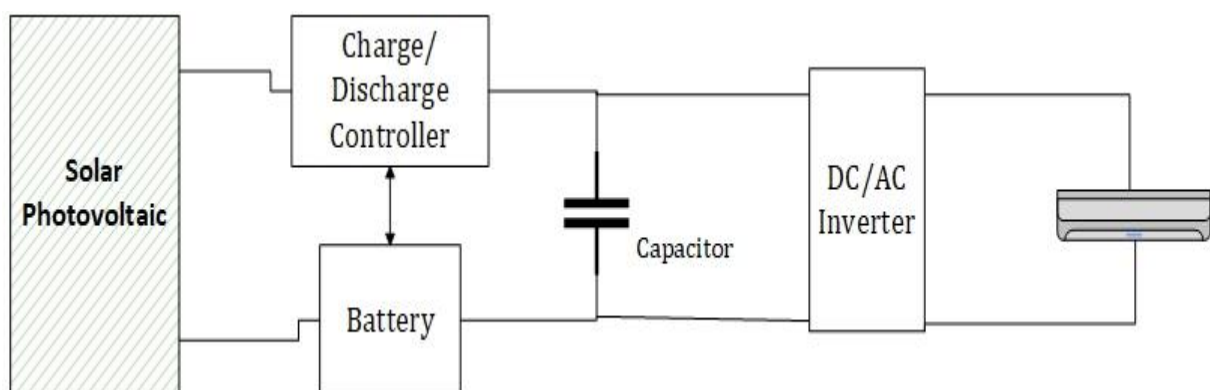 Solar
Photovoltaic
Charge/
Discharge
Controller
Battery
Capacitor
DC/AC
Inverter